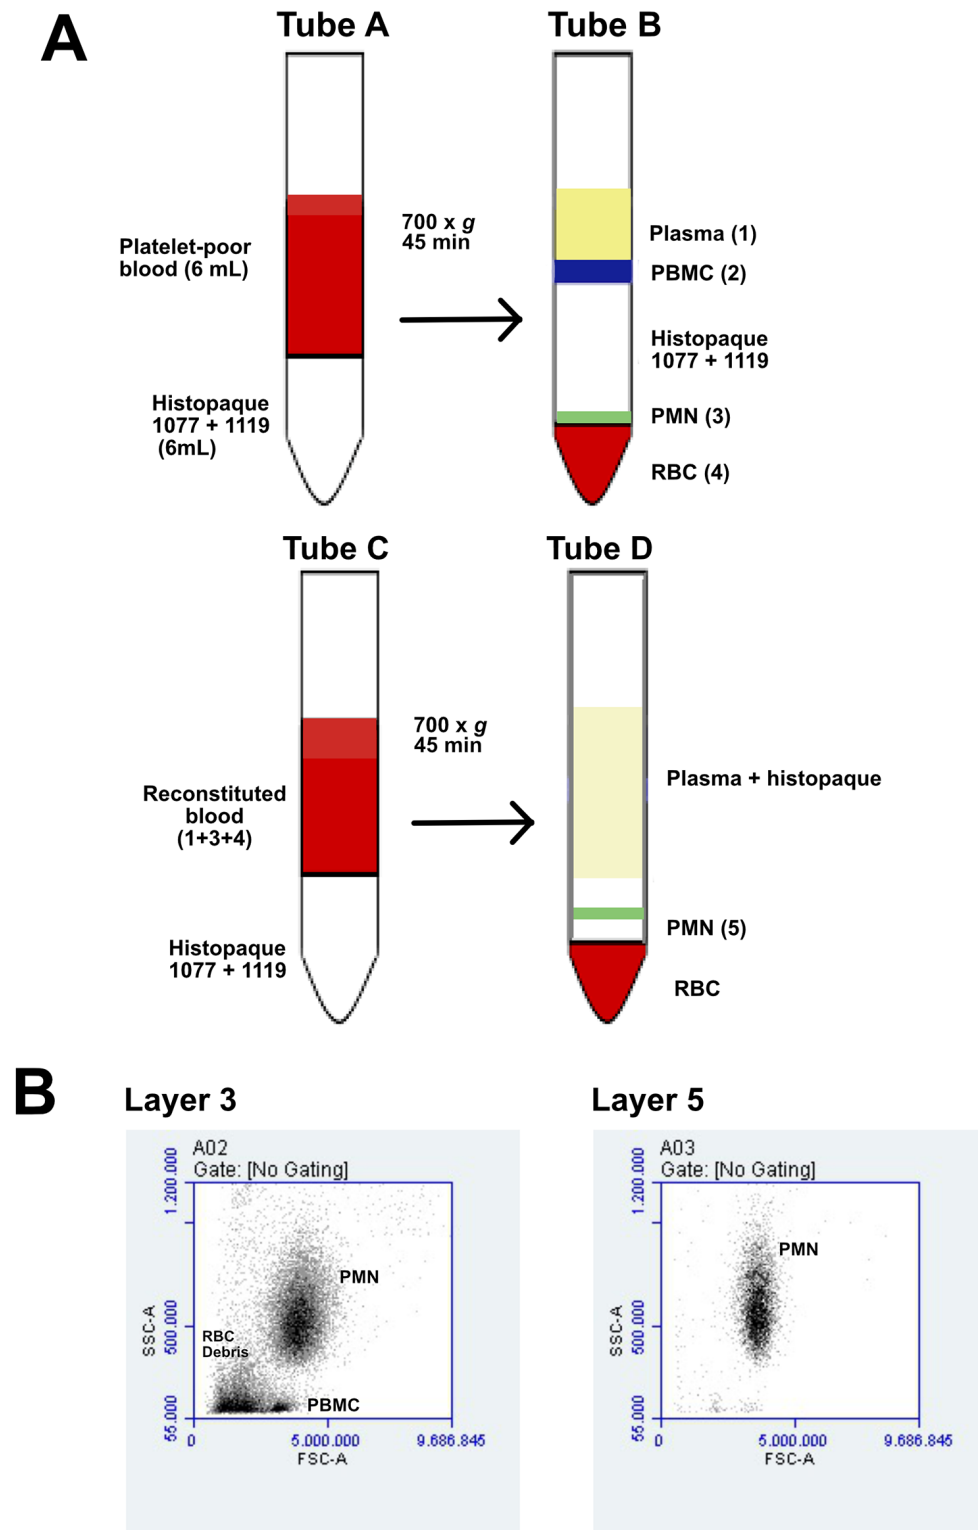 A
Tube A
Tube B
Platelet-poor
blood (6 mL)
700 x g
45 min
Plasma (1)
PBMC (2)
Histopaque
1077 + 1119
Histopaque
1077 + 1119
(6mL)
PMN (3)
RBC (4)
Tube C
Tube D
700 x g
45 min
Reconstituted
blood
(1+3+4)
Plasma + histopaque
Histopaque
1077 + 1119
PMN (5)
RBC
B
Layer 3
Layer 5
A02
Gate: [No Gating]
1.200.000
SSC-A
500.000
55.000
PMN
RBC
Debris
PBMC
0
5.000.000
9.686.845
FSC-A
A03
Gate: [No Gating]
1.200.000
SSC-A
500.000
55.000
PMN
0
5.000.000
9.686.845
FSC-A